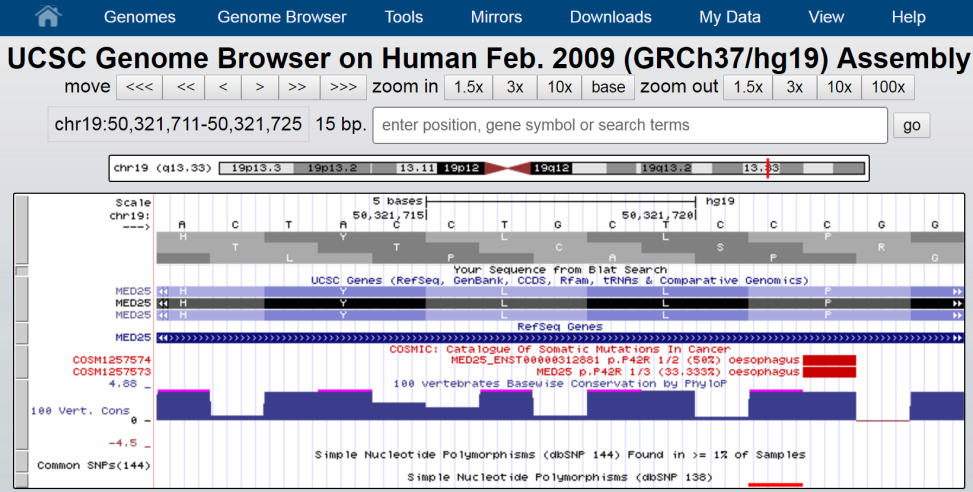 Genomes Genome Browser Tools Mirrors Downloads My Data View Help
UCSC Genome Browser on Human Feb. 2009 (GRCh37/hg19) Assembly
move <<< << < > >> >>> zoom in 1.5x 3x 10x base zoom out 1.5x 3x 10x 100x
chr19:50,321,711-50,321,725 15 bp. enter position, gene symbol or search terms go
chr19 (q13.33) 19p13.3 19p13.2 13.11 19p12 19q12 19q13.2 13.33
Scale 5 bases hg19
chr19: 50,321,715 50,321,720
---> A C T A C C T G C T C C C G G
H Y L L P
T T C S R
L P A G
Your Sequence from Blat Search
UCSC Genes (RefSeq, GenBank, CCDS, Rfam, tRNAs & Comparative Genomics)
MED25 H Y L L P
MED25 H Y L L P
MED25 H Y L L P
RefSeq Genes
MED25
COSMIC: Catalogue Of Somatic Mutations In Cancer
COSM1257574 MED25_ENST00000312881 p.P42R 1/2 (50%) oesophagus
COSM1257573 MED25 p.P42R 1/3 (33.333%) oesophagus
100 vertebrates Basewise Conservation by PhyloP
4.88 _
100 Vert. Cons
0 -
-4.5 _
Simple Nucleotide Polymorphisms (dbSNP 144) Found in >= 1% of Samples
Common SNPs(144)
Simple Nucleotide Polymorphisms (dbSNP 138)